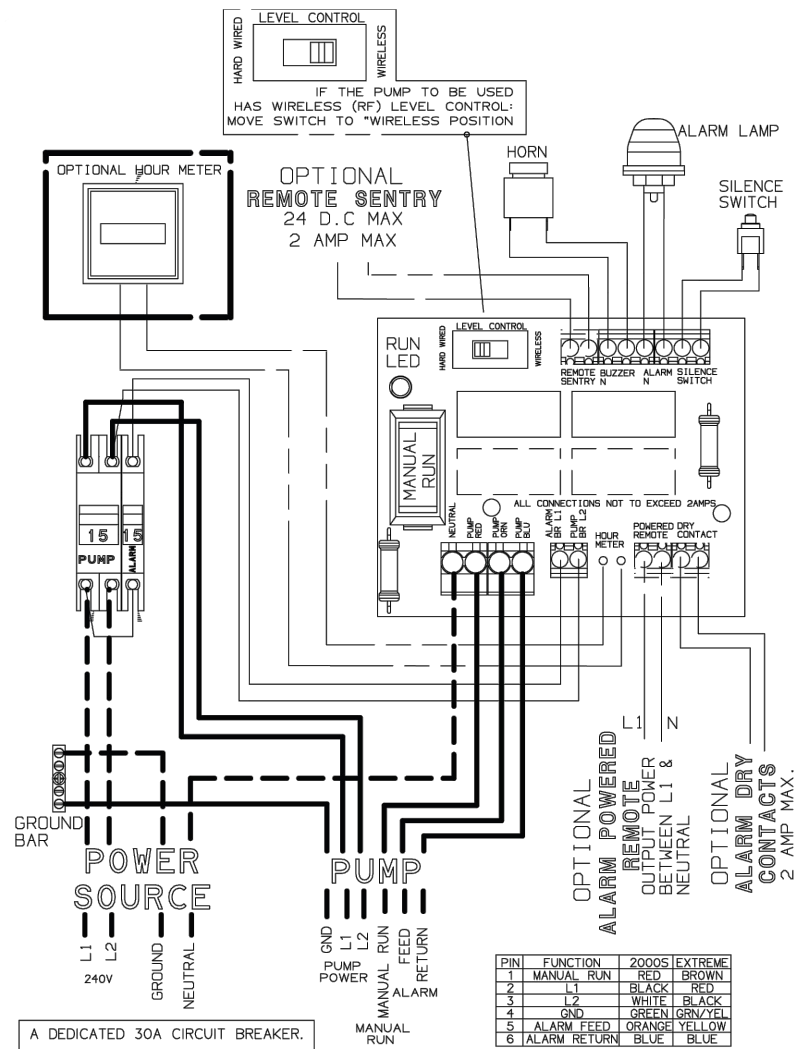 LEVEL CONTROL
HARD WIRED
WIRELESS
IF THE PUMP TO BE USED
HAS WIRELESS (RF) LEVEL CONTROL:
MOVE SWITCH TO "WIRELESS POSITION
OPTIONAL HOUR METER
OPTIONAL
REMOTE SENTRY
24 D.C MAX
2 AMP MAX
HORN
ALARM LAMP
SILENCE
SWITCH
RUN
LED
HARD WIRED
LEVEL CONTROL
WIRELESS
REMOTE BUZZER ALARM SILENCE
SENTRY N N SWITCH
MANUAL
RUN
ALL CONNECTIONS NOT TO EXCEED 2AMPS
NEUTRAL
PUMP
RED
PUMP
ORN
PUMP
BLU
ALARM
BR L1
PUMP
BR L2
HOUR
METER
POWERED DRY
REMOTE CONTACT
15
15
PUMP
ALARM
L1 N
OPTIONAL
ALARM POWERED
REMOTE
OUTPUT POWER
BETWEEN L1 &
NEUTRAL
OPTIONAL
ALARM DRY
CONTACTS
2 AMP MAX.
GROUND
BAR
POWER
SOURCE
L1
L2
240V
GROUND
NEUTRAL
PUMP
GND
L1
L2
PUMP
POWER
MANUAL RUN
MANUAL
RUN
FEED
RETURN
ALARM
A DEDICATED 30A CIRCUIT BREAKER.
PIN FUNCTION 2000S EXTREME
1 MANUAL RUN RED BROWN
2 L1 BLACK RED
3 L2 WHITE BLACK
4 GND GREEN GRN/YEL
5 ALARM FEED ORANGE YELLOW
6 ALARM RETURN BLUE BLUE